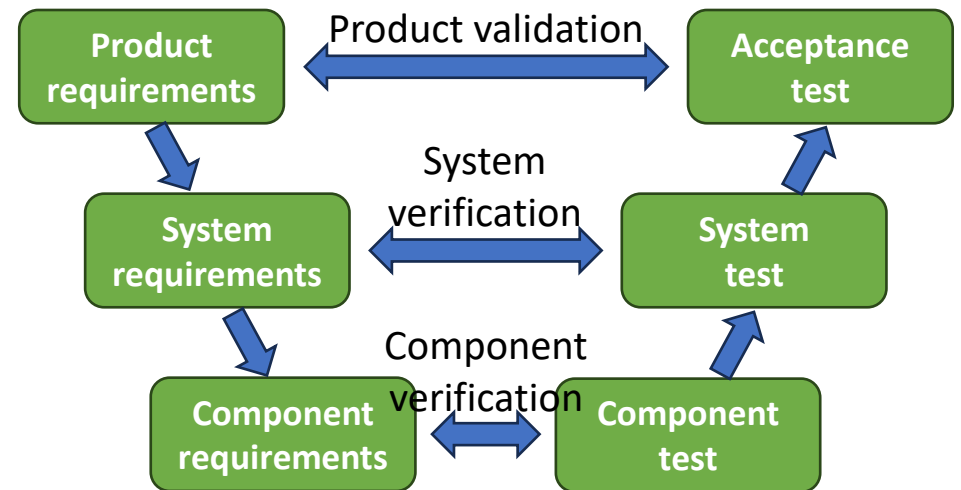 Product validation
Product
requirements
Acceptance
test
System
verification
System
requirements
System
test
Component
verification
Component
requirements
Component
test